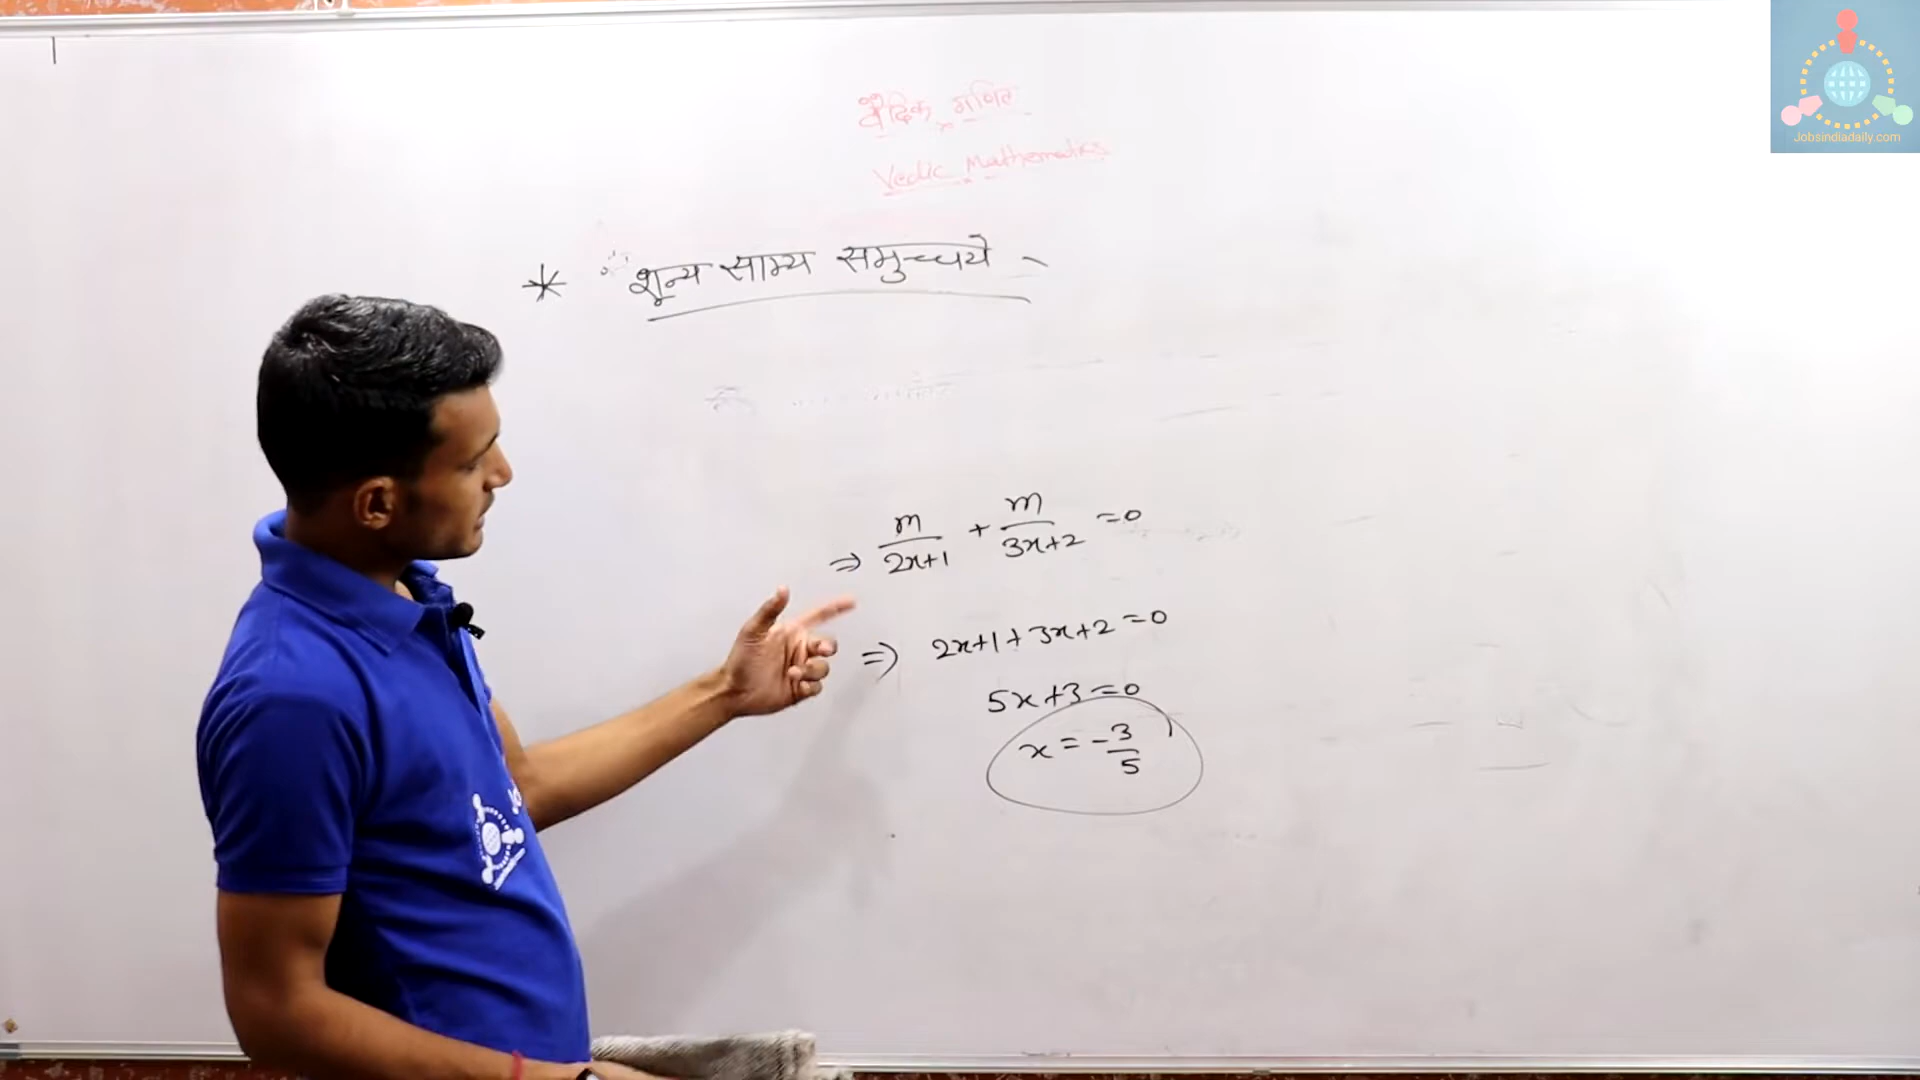 Jobsindiadaily.com
वैदिक गणित
Vedic Mathematics
* शून्य साम्य समुच्चये
⇒ m/2x+1 + m/3x+2 =0
⇒ 2x+1+3x+2=0
5x+3=0
x=-3/5